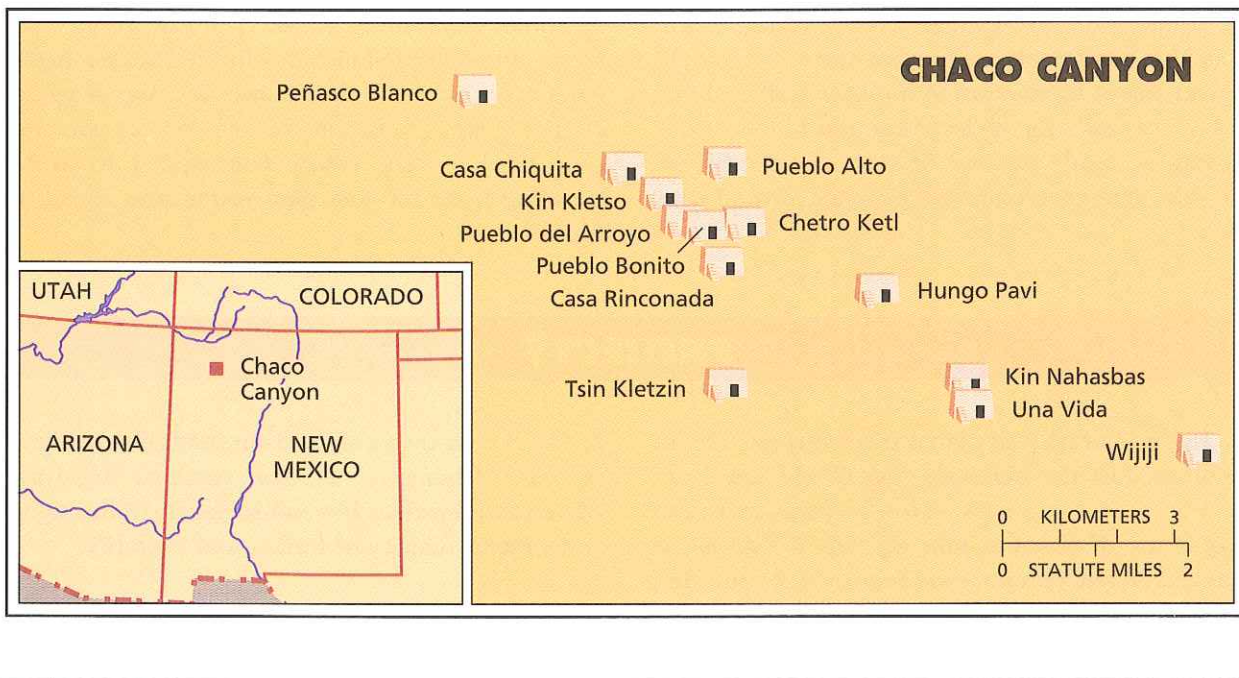 CHACO CANYON
Peñasco Blanco
Casa Chiquita
Pueblo Alto
Kin Kletso
Chetro Ketl
Pueblo del Arroyo
Pueblo Bonito
Casa Rinconada
Hungo Pavi
Tsin Kletzin
Kin Nahasbas
Una Vida
Wijiji
0 KILOMETERS 3
0 STATUTE MILES 2
UTAH
COLORADO
Chaco
Canyon
ARIZONA
NEW
MEXICO